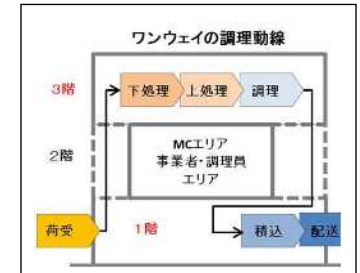 ワンウェイの調理動線
3階
下処理 上処理 調理
2階
MCエリア
事業者・調理員
エリア
荷受
1階
積込 配送